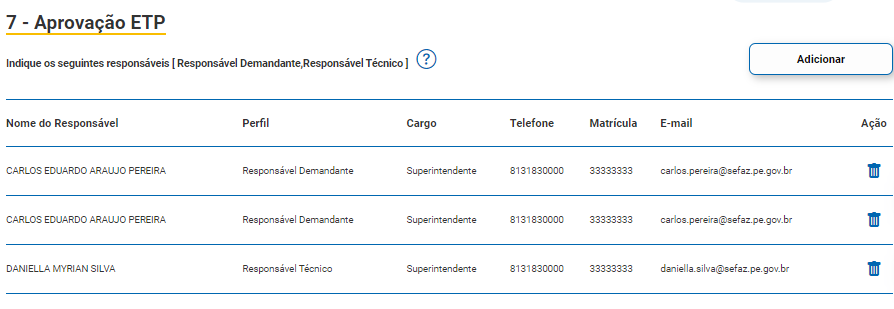 7 - Aprovação ETP
Indique os seguintes responsáveis [ Responsável Demandante,Responsável Técnico ] ?
Adicionar
Nome do Responsável Perfil Cargo Telefone Matrícula E-mail Ação
CARLOS EDUARDO ARAUJO PEREIRA Responsável Demandante Superintendente 8131830000 33333333 carlos.pereira@sefaz.pe.gov.br
CARLOS EDUARDO ARAUJO PEREIRA Responsável Demandante Superintendente 8131830000 33333333 carlos.pereira@sefaz.pe.gov.br
DANIELLA MYRIAN SILVA Responsável Técnico Superintendente 8131830000 33333333 daniella.silva@sefaz.pe.gov.br